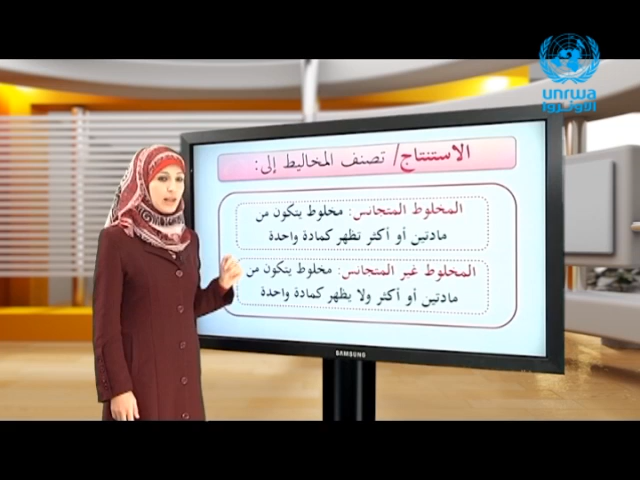 unrwa
الأونروا
الاستنتاج/ تصنف المخاليط إلى:
المخلوط المتجانس: مخلوط يتكون من
مادتين أو أكثر تظهر كمادة واحدة
المخلوط غير المتجانس: مخلوط يتكون من
مادتين أو أكثر ولا يظهر كمادة واحدة
SAMSUNG